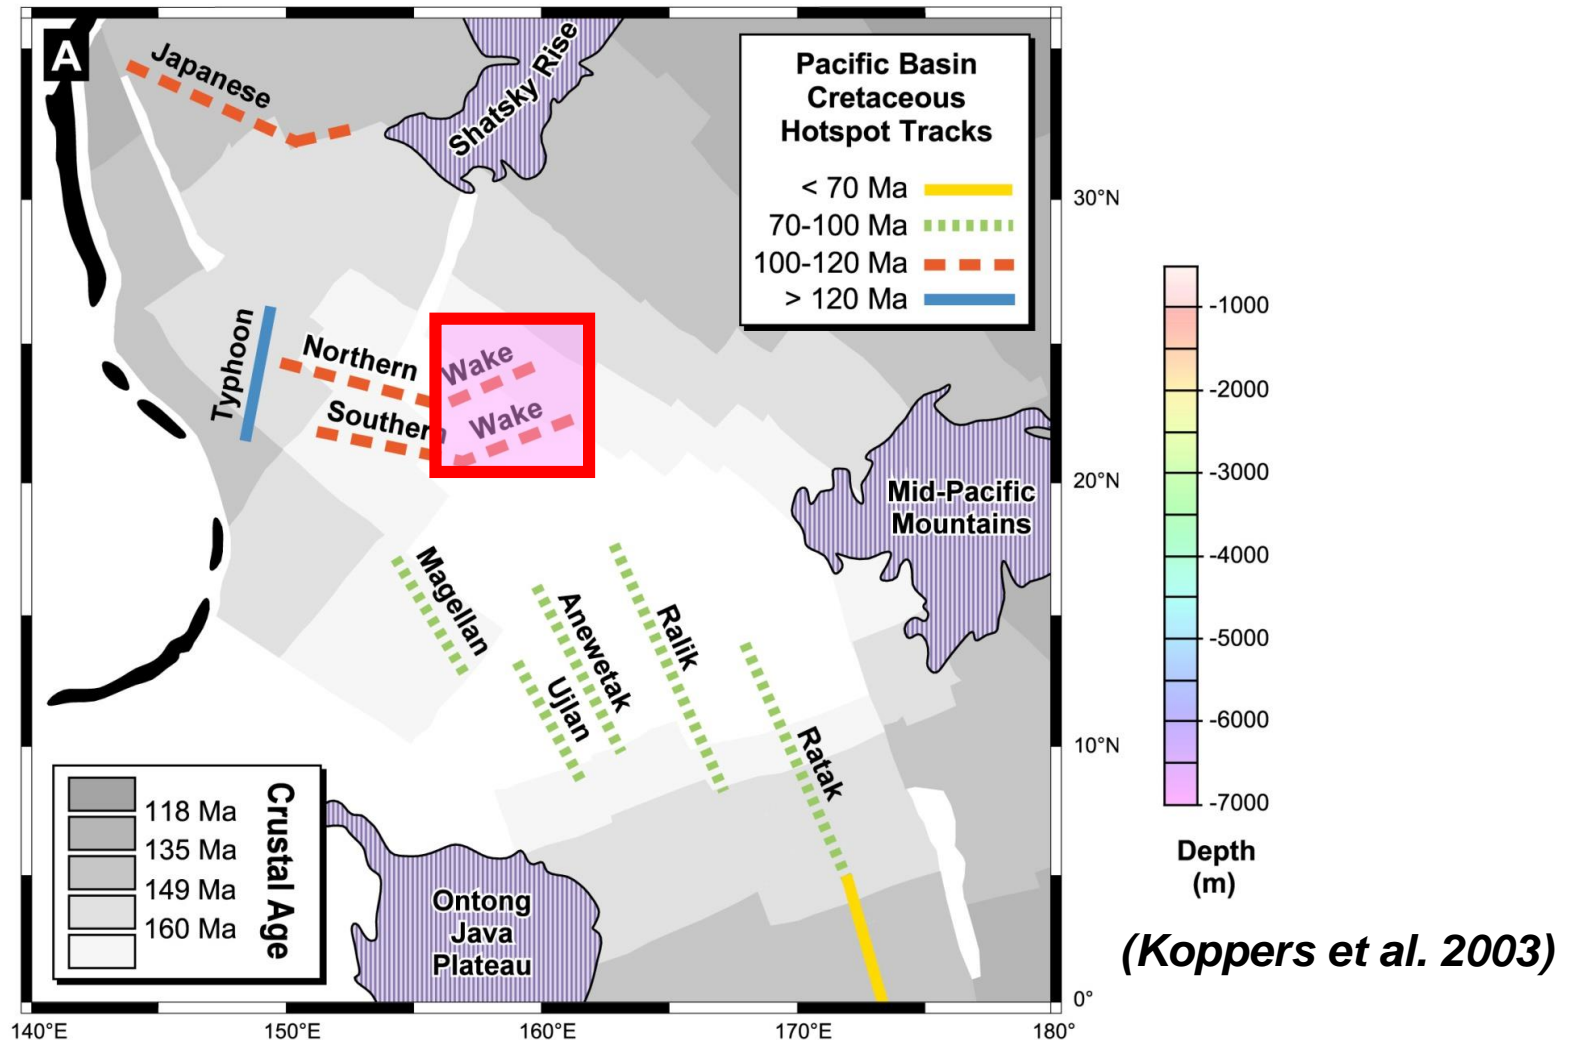 A
Japanese
Shatsky Rise
Pacific Basin
Cretaceous
Hotspot Tracks
< 70 Ma
70-100 Ma
100-120 Ma
> 120 Ma
30°N
Typhoon
Northern Wake
Southern Wake
20°N
Mid-Pacific
Mountains
Magellan
Anewetak
Ujlan
Ralik
Ratak
10°N
118 Ma
135 Ma
149 Ma
160 Ma
Crustal Age
Ontong
Java
Plateau
0°
140°E
150°E
160°E
170°E
180°
-1000
-2000
-3000
-4000
-5000
-6000
-7000
Depth
(m)
(Koppers et al. 2003)